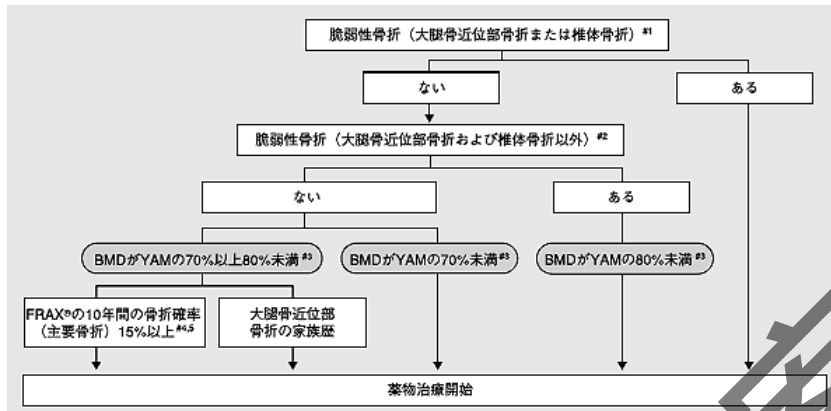 脆弱性骨折（大腿骨近位部骨折または椎体骨折）#1
ない
ある
脆弱性骨折（大腿骨近位部骨折および椎体骨折以外）#2
ない
ある
BMDがYAMの70%以上80%未満#3
BMDがYAMの70%未満#3
BMDがYAMの80%未満#3
FRAX®の10年間の骨折確率
（主要骨折）15%以上#4,5
大腿骨近位部
骨折の家族歴
薬物治療開始